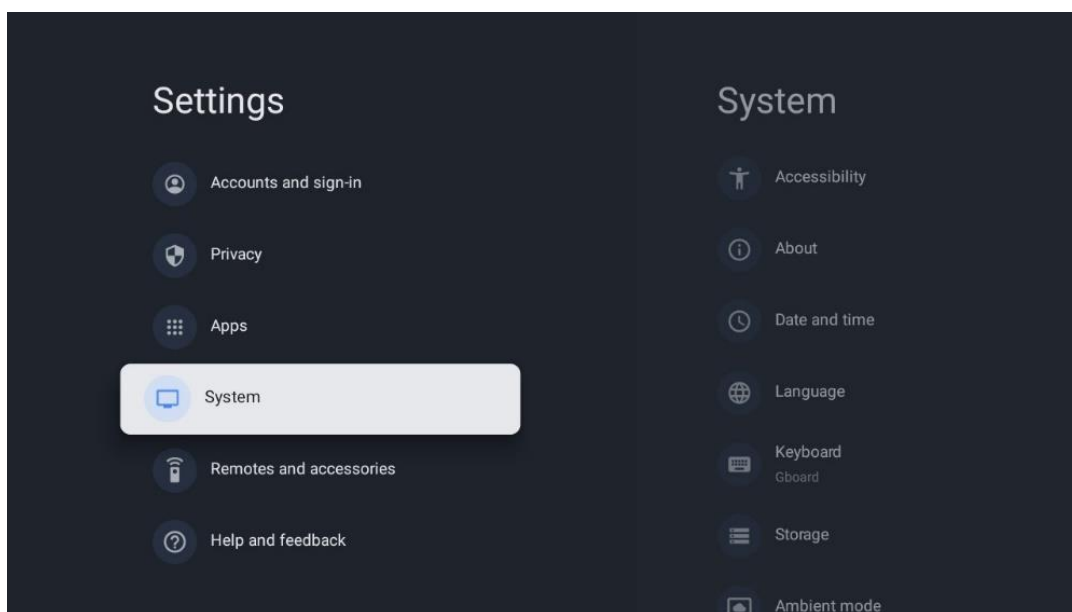 Settings
Accounts and sign-in
Privacy
Apps
System
Remotes and accessories
Help and feedback
System
Accessibility
About
Date and time
Language
Keyboard
Gboard
Storage
Ambient mode